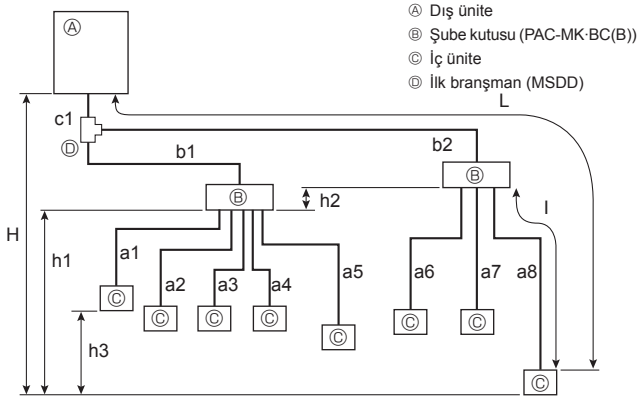 Ⓐ Dış ünite
Ⓑ Şube kutusu (PAC-MK·BC(B))
Ⓒ İç ünite
Ⓓ İlk branşman (MSDD)
Ⓐ
L
c1
Ⓓ
b1
b2
Ⓑ
Ⓑ
h2
l
H
h1
a1
a2
a3
a4
a5
a6
a7
a8
Ⓒ
Ⓒ
Ⓒ
Ⓒ
Ⓒ
Ⓒ
Ⓒ
h3
Ⓒ